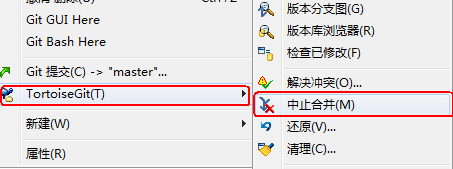 Git GUI Here
Git Bash Here
Git 提交(C) -> "master"...
TortoiseGit(T)
新建(W)
属性(R)
版本分支图(G)
版本库浏览器(R)
检查已修改(F)
解决冲突(O)...
中止合并(M)
还原(V)...
清理(C)...